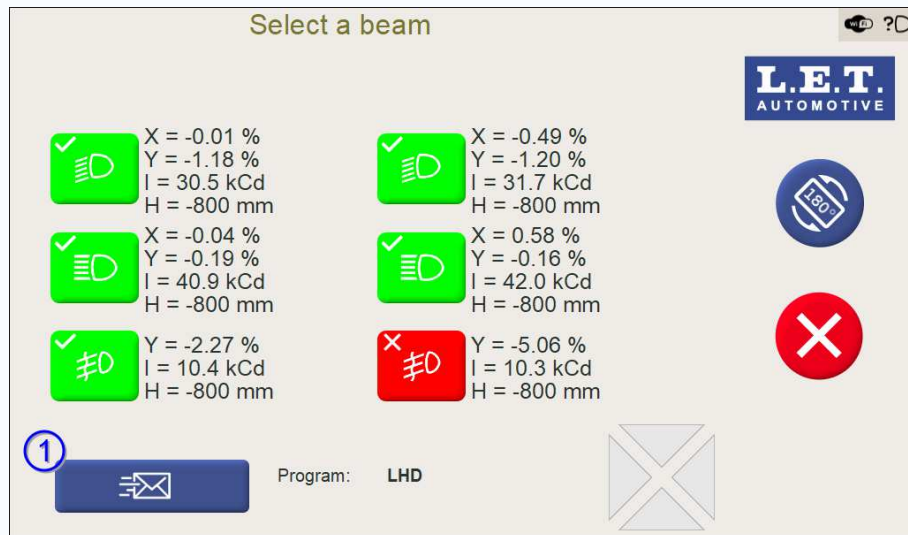 Select a beam
WiFi ?
L.E.T.
AUTOMOTIVE
X = -0.01 %
Y = -1.18 %
I = 30.5 kCd
H = -800 mm
X = -0.49 %
Y = -1.20 %
I = 31.7 kCd
H = -800 mm
180°
X = -0.04 %
Y = -0.19 %
I = 40.9 kCd
H = -800 mm
X = 0.58 %
Y = -0.16 %
I = 42.0 kCd
H = -800 mm
Y = -2.27 %
I = 10.4 kCd
H = -800 mm
Y = -5.06 %
I = 10.3 kCd
H = -800 mm
1
Program: LHD